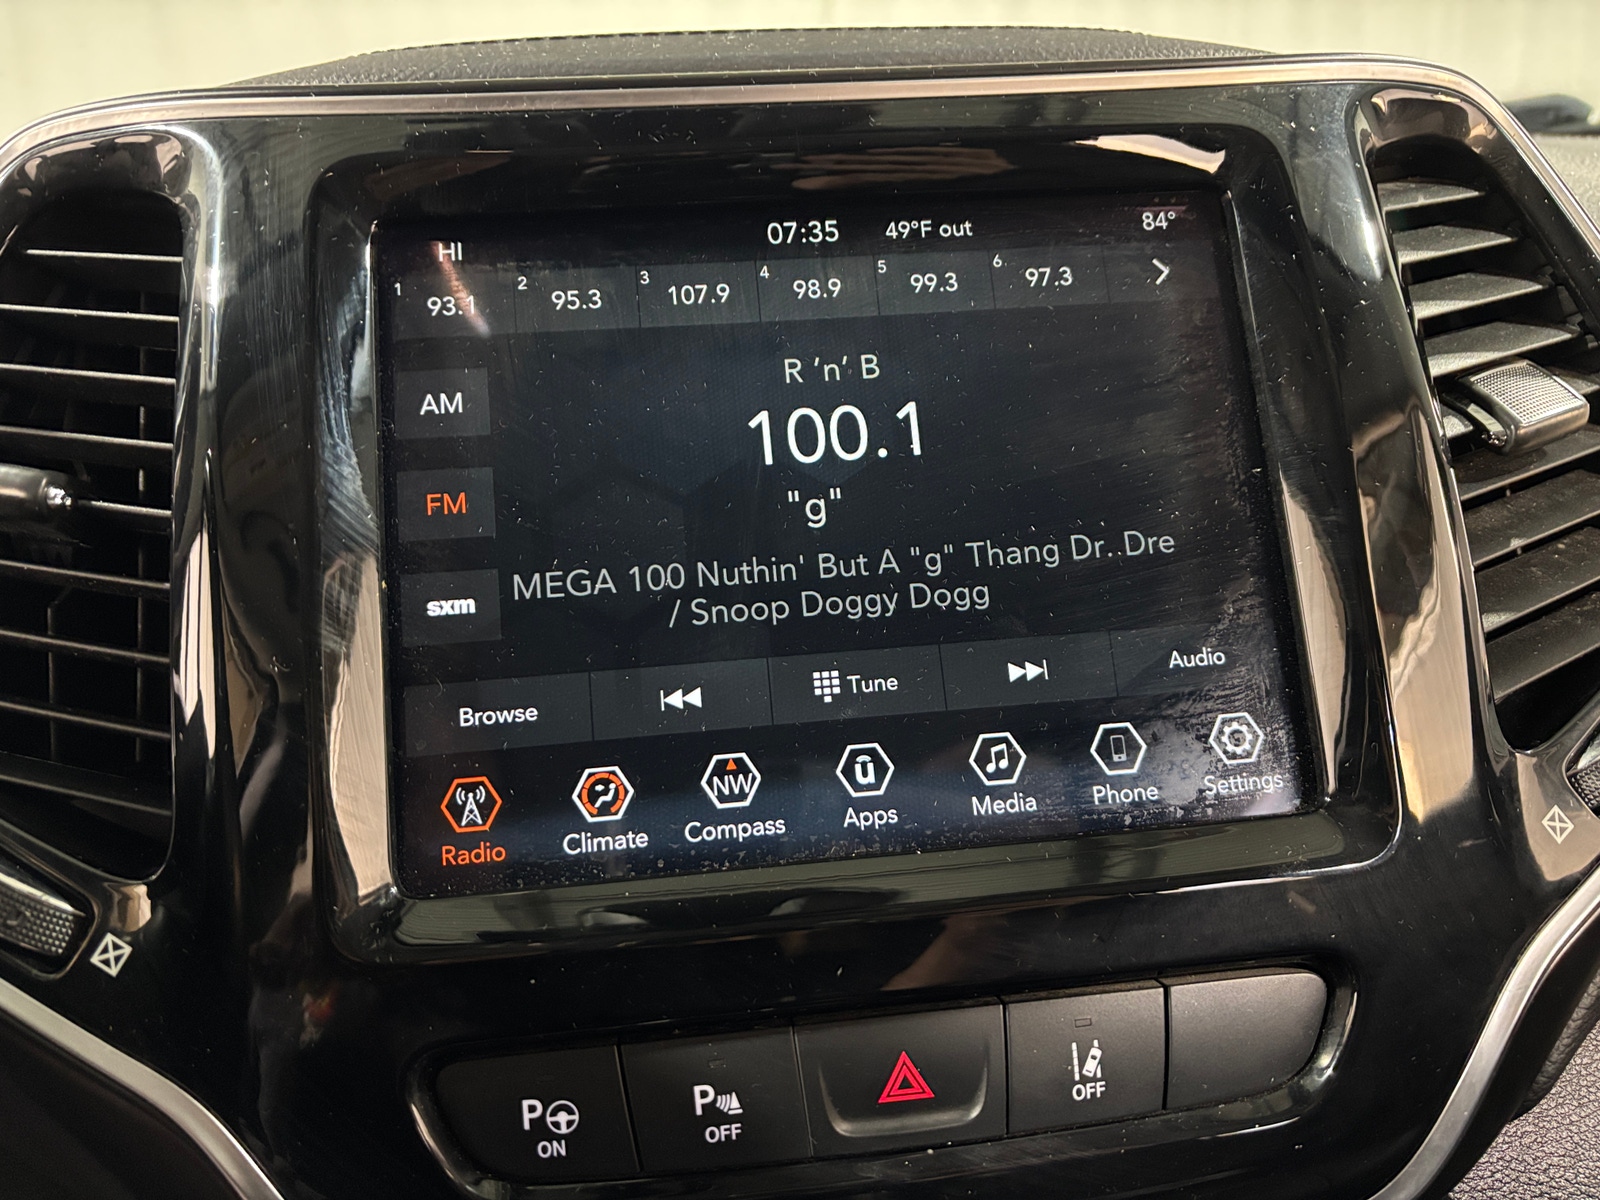 HI 07:35 49°F out 84°
1 93.1 2 95.3 3 107.9 4 98.9 5 99.3 6 97.3
R 'n' B
AM
100.1
FM
"g"
MEGA 100 Nuthin' But A "g" Thang Dr..Dre
/ Snoop Doggy Dogg
sxm
Browse Tune Audio
NW û
Radio Climate Compass Apps Media Phone Settings
P ON
P OFF
OFF